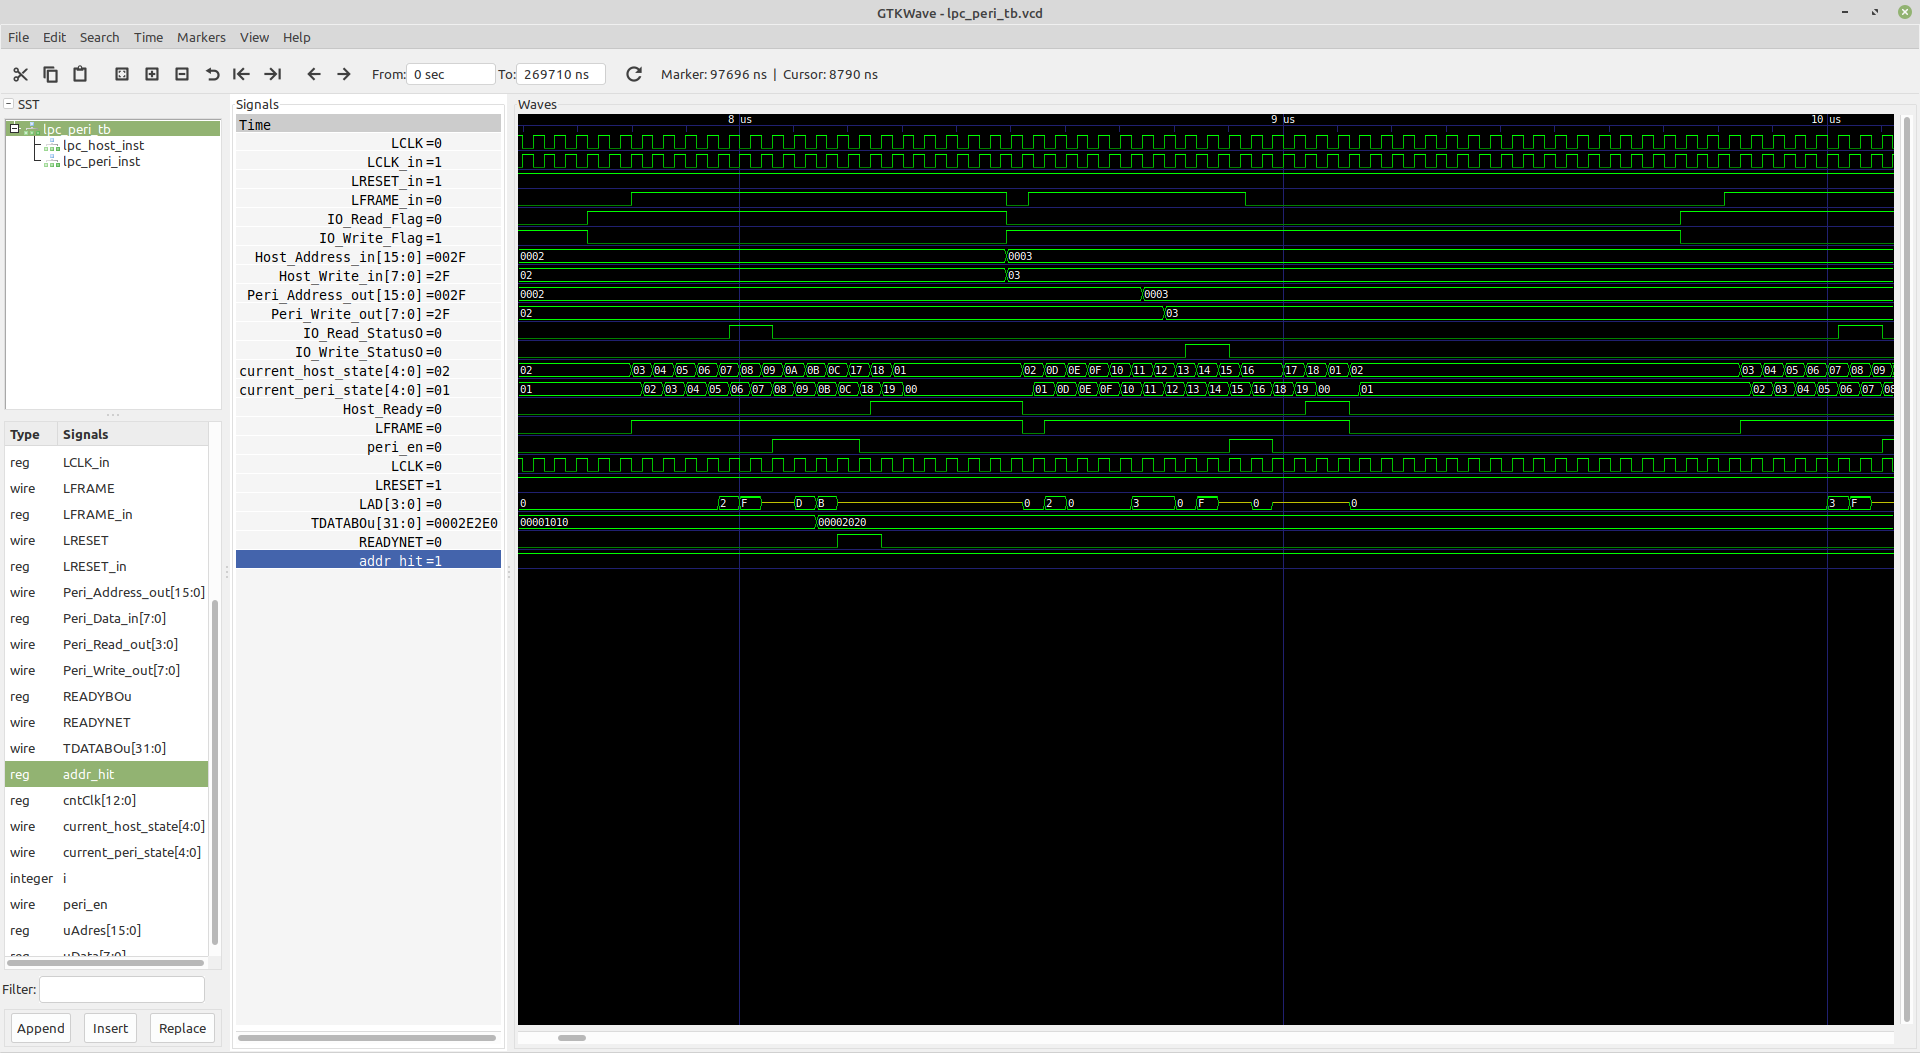 GTKWave - lpc_peri_tb.vcd
File Edit Search Time Markers View Help
From: 0 sec To: 269710 ns Marker: 97696 ns | Cursor: 8790 ns
SST
lpc_peri_tb
lpc_host_inst
lpc_peri_inst
Type Signals
reg LCLK_in
wire LFRAME
reg LFRAME_in
wire LRESET
reg LRESET_in
wire Peri_Address_out[15:0]
reg Peri_Data_in[7:0]
wire Peri_Read_out[3:0]
wire Peri_Write_out[7:0]
reg READYBOu
wire READYNET
wire TDATABOu[31:0]
reg addr_hit
reg cntClk[12:0]
wire current_host_state[4:0]
wire current_peri_state[4:0]
integer i
wire peri_en
reg uAdres[15:0]
reg uData[7:0]
Filter:
Append Insert Replace
Signals
Time
LCLK =0
LCLK_in =1
LRESET_in =1
LFRAME_in =0
IO_Read_Flag =0
IO_Write_Flag =1
Host_Address_in[15:0] =002F
Host_Write_in[7:0] =2F
Peri_Address_out[15:0] =002F
Peri_Write_out[7:0] =2F
IO_Read_StatusO =0
IO_Write_StatusO =0
current_host_state[4:0] =02
current_peri_state[4:0] =01
Host_Ready =0
LFRAME =0
peri_en =0
LCLK =0
LRESET =1
LAD[3:0] =0
TDATABOu[31:0] =0002E2E0
READYNET =0
addr_hit =1
Waves
8 us 9 us 10 us
0002 0003
02 03
0002 0003
02 03
02 03 04 05 06 07 08 09 0A 0B 0C 17 18 01 02 0D 0E 0F 10 11 12 13 14 15 16 17 18 01 02 03 04 05 06 07 08 09
01 02 03 04 05 06 07 08 09 0B 0C 18 19 00 01 0D 0E 0F 10 11 12 13 14 15 16 18 19 00 01 02 03 04 05 06 07 08
0 2 F D B 0 2 0 3 0 F 0 0 3 F
00001010 00002020